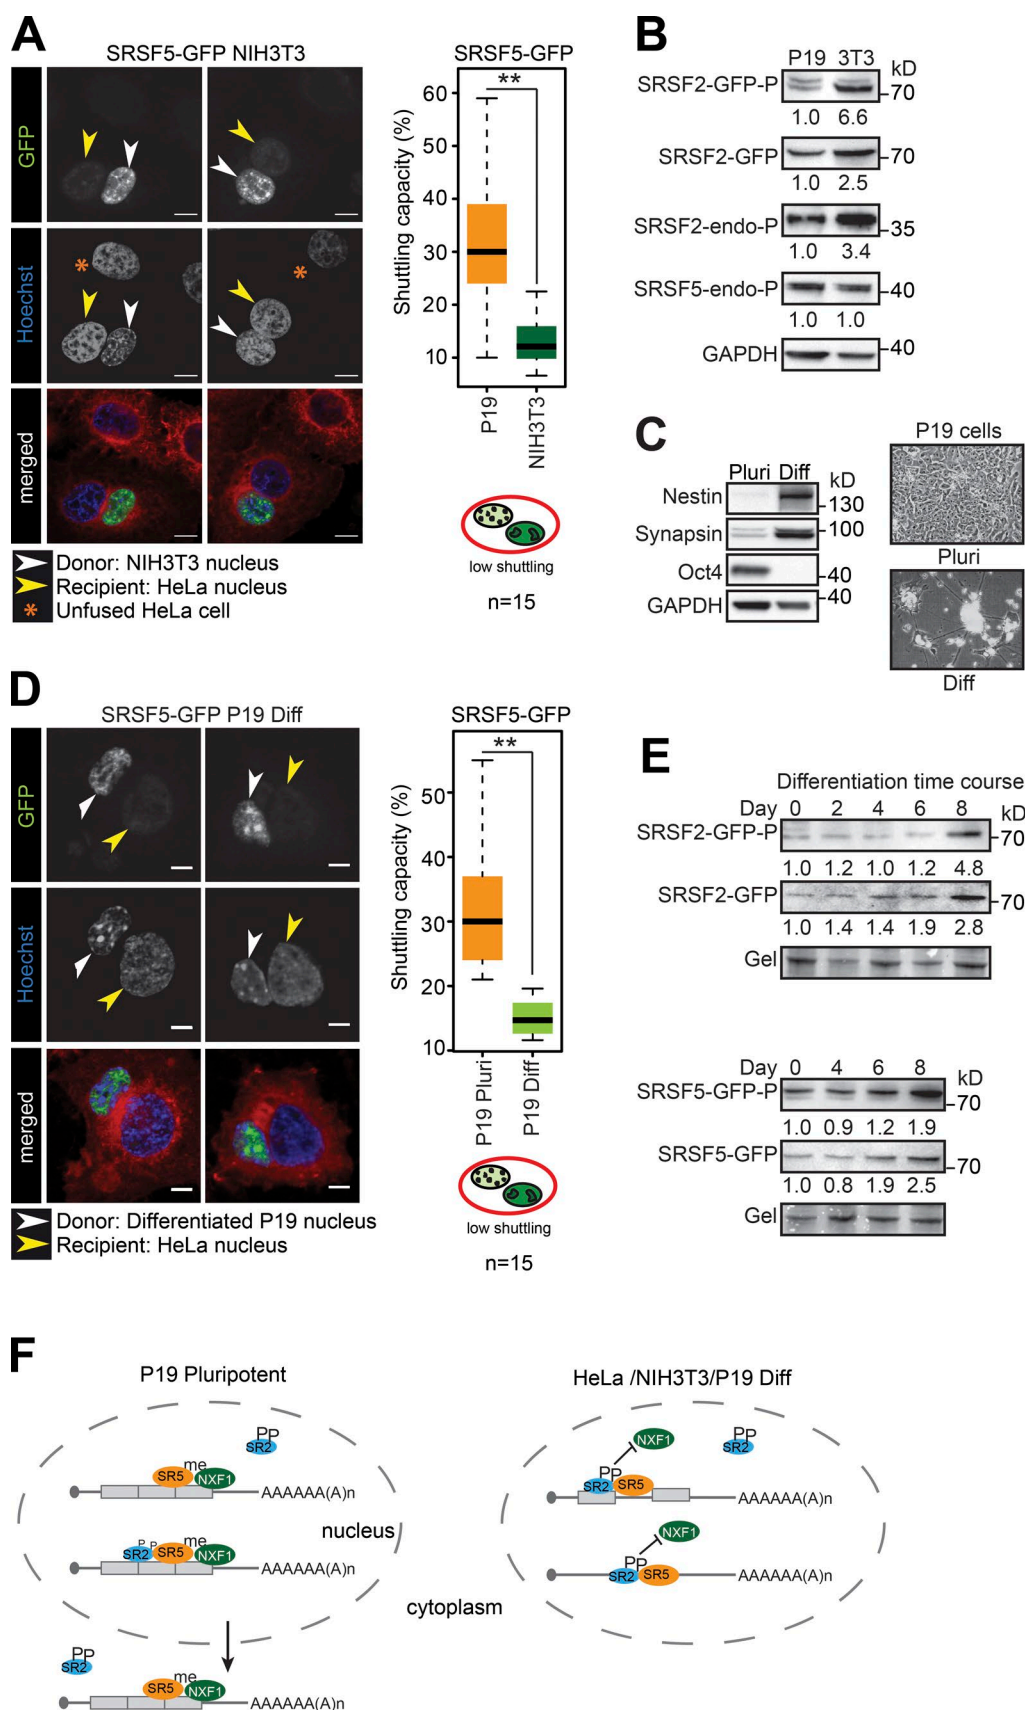 A
SRSF5-GFP NIH3T3
GFP
Hoechst
merged
Donor: NIH3T3 nucleus
Recipient: HeLa nucleus
* Unfused HeLa cell
SRSF5-GFP
**
Shuttling capacity (%)
60
50
40
30
20
10
P19
NIH3T3
low shuttling
n=15
B
P19 3T3
kD
SRSF2-GFP-P
-70
1.0 6.6
SRSF2-GFP
-70
1.0 2.5
SRSF2-endo-P
-35
1.0 3.4
SRSF5-endo-P
-40
1.0 1.0
GAPDH
-40
C
Pluri Diff
kD
Nestin
-130
Synapsin
-100
Oct4
-40
GAPDH
-40
P19 cells
Pluri
Diff
D
SRSF5-GFP P19 Diff
GFP
Hoechst
merged
Donor: Differentiated P19 nucleus
Recipient: HeLa nucleus
SRSF5-GFP
**
Shuttling capacity (%)
50
40
30
20
10
P19 Pluri
P19 Diff
low shuttling
n=15
E
Differentiation time course
Day 0 2 4 6 8
kD
SRSF2-GFP-P
-70
1.0 1.2 1.0 1.2 4.8
SRSF2-GFP
-70
1.0 1.4 1.4 1.9 2.8
Gel
Day 0 4 6 8
kD
SRSF5-GFP-P
-70
1.0 0.9 1.2 1.9
SRSF5-GFP
-70
1.0 0.8 1.9 2.5
Gel
F
P19 Pluripotent
PP
SR2
me
SR5
NXF1
AAAAAA(A)n
nucleus
P P
me
SR2
SR5
NXF1
AAAAAA(A)n
cytoplasm
PP
SR2
me
SR5
NXF1
AAAAAA(A)n
HeLa /NIH3T3/P19 Diff
NXF1
PP
SR2
PP
SR2
SR5
AAAAAA(A)n
NXF1
PP
SR2
SR5
AAAAAA(A)n